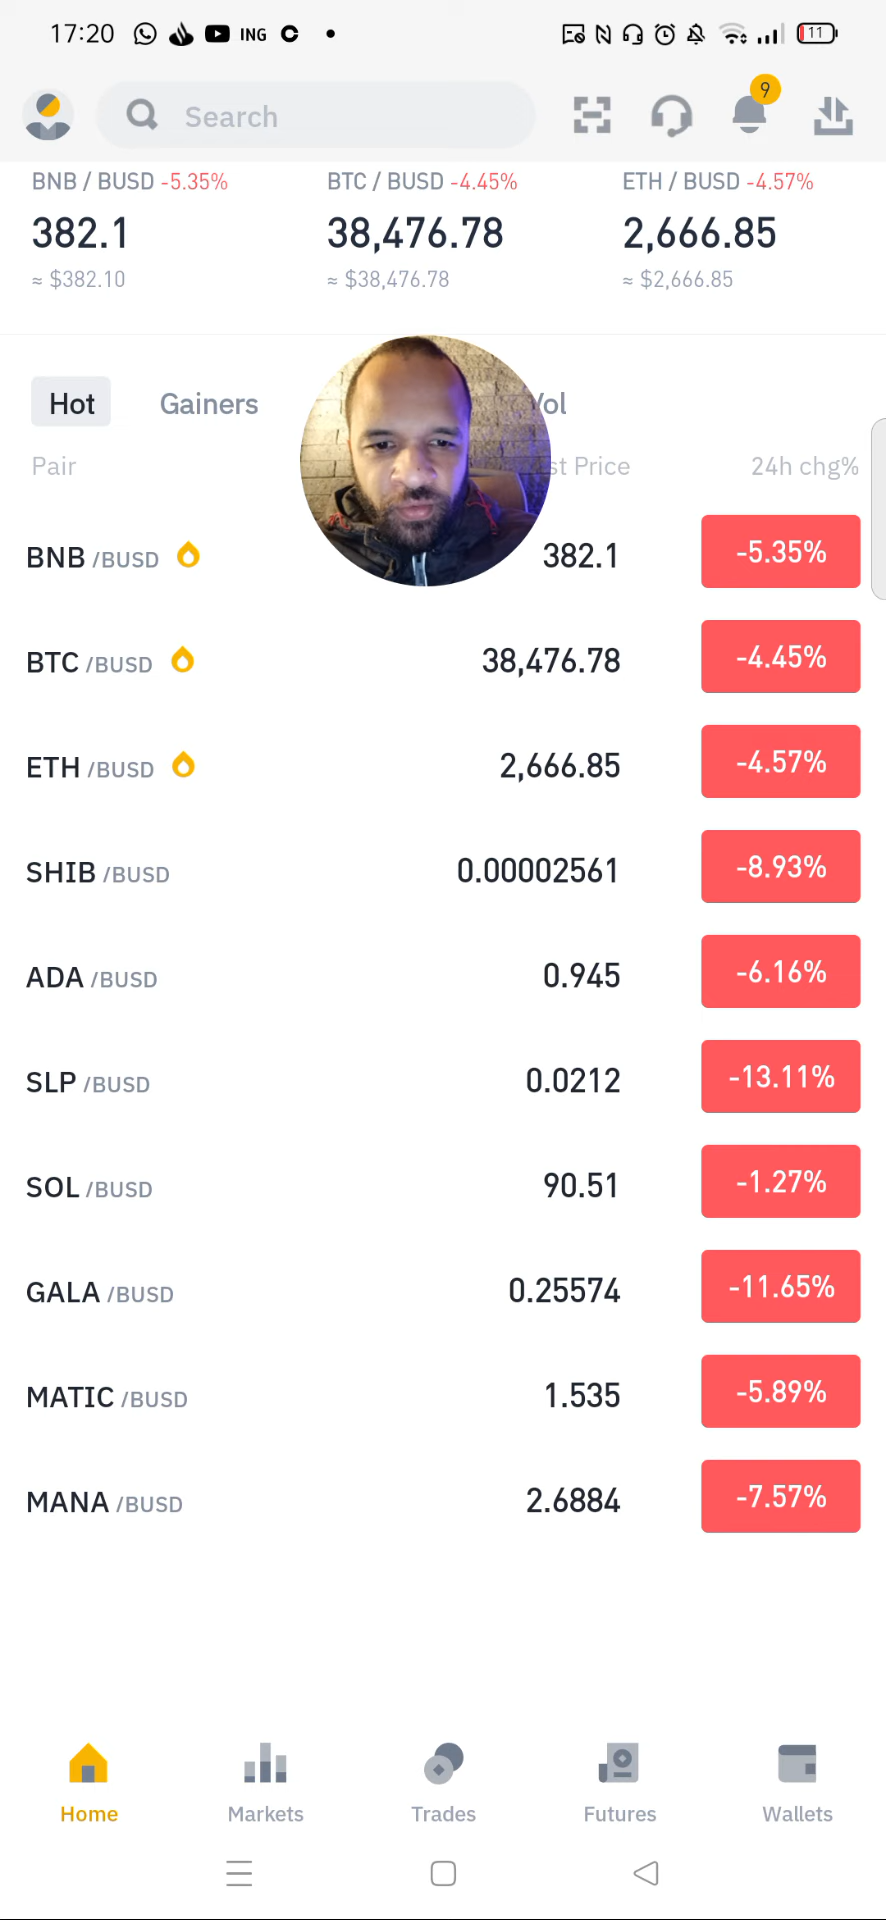 17:20 ING 11
Search 9
BNB / BUSD -5.35% BTC / BUSD -4.45% ETH / BUSD -4.57%
382.1 38,476.78 2,666.85
≈ $382.10 ≈ $38,476.78 ≈ $2,666.85
Hot Gainers
Pair Price 24h chg%
BNB /BUSD 382.1 -5.35%
BTC /BUSD 38,476.78 -4.45%
ETH /BUSD 2,666.85 -4.57%
SHIB /BUSD 0.00002561 -8.93%
ADA /BUSD 0.945 -6.16%
SLP /BUSD 0.0212 -13.11%
SOL /BUSD 90.51 -1.27%
GALA /BUSD 0.25574 -11.65%
MATIC /BUSD 1.535 -5.89%
MANA /BUSD 2.6884 -7.57%
Home Markets Trades Futures Wallets